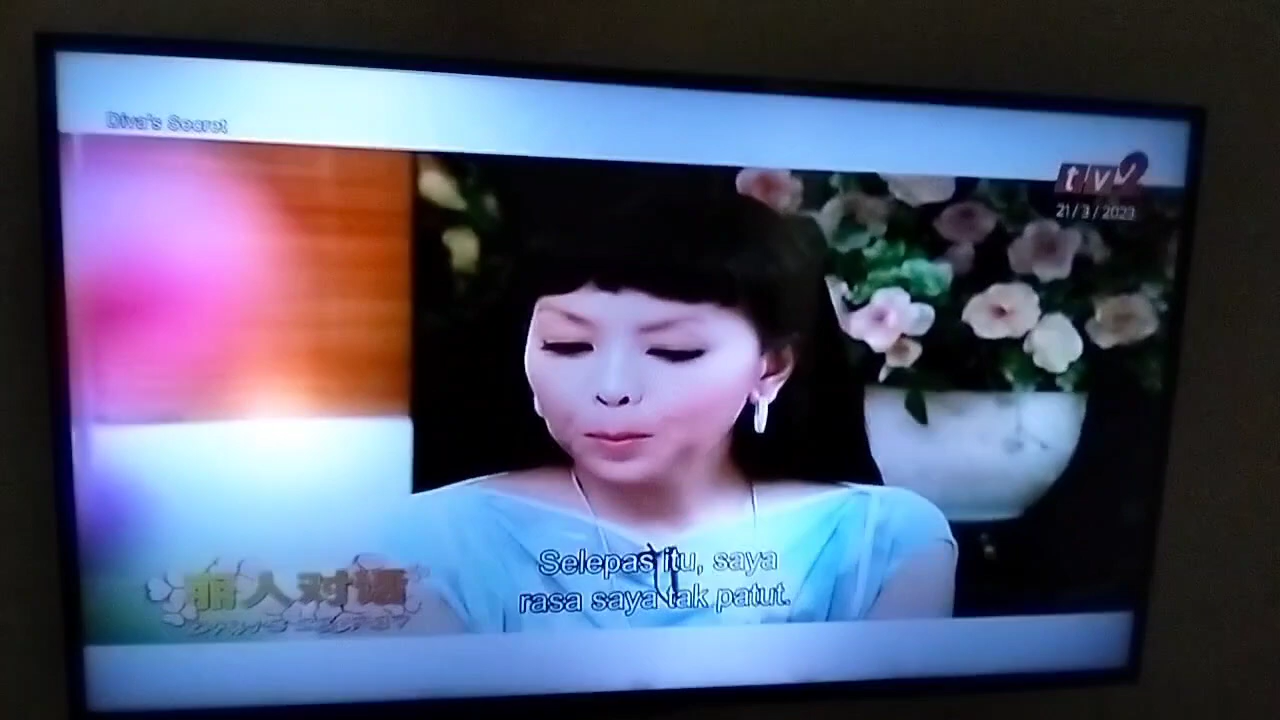 Diva's Secret
tv2
21/3/2023
丽人对话
Selepas itu, saya
rasa saya tak patut.